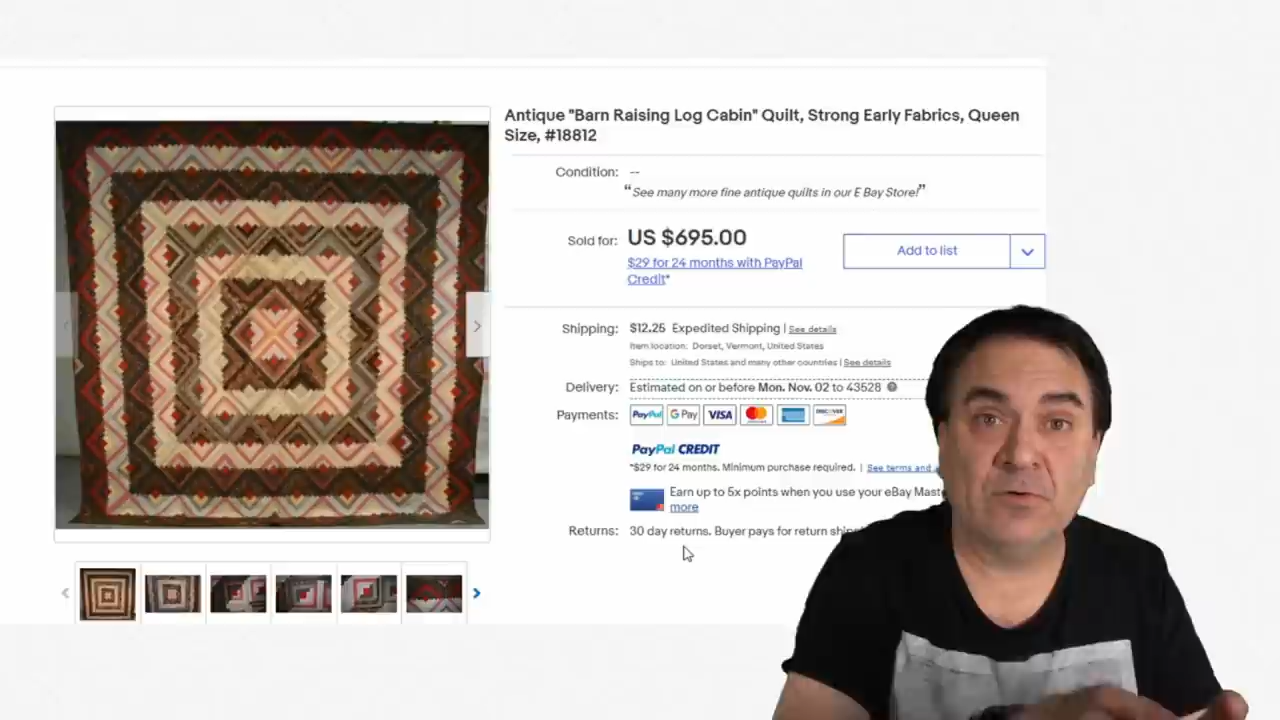 Antique "Barn Raising Log Cabin" Quilt, Strong Early Fabrics, Queen
Size, #18812
Condition: --
“See many more fine antique quilts in our E Bay Store!”
Sold for: US $695.00
Add to list
$29 for 24 months with PayPal
Credit*
Shipping: $12.25 Expedited Shipping | See details
Item location: Dorset, Vermont, United States
Ships to: United States and many other countries | See details
Delivery: Estimated on or before Mon. Nov. 02 to 43528
Payments: PayPal G Pay VISA DISCOVER
PayPal CREDIT
*$29 for 24 months. Minimum purchase required. | See terms and
Earn up to 5x points when you use your eBay Mast
more
Returns: 30 day returns. Buyer pays for return